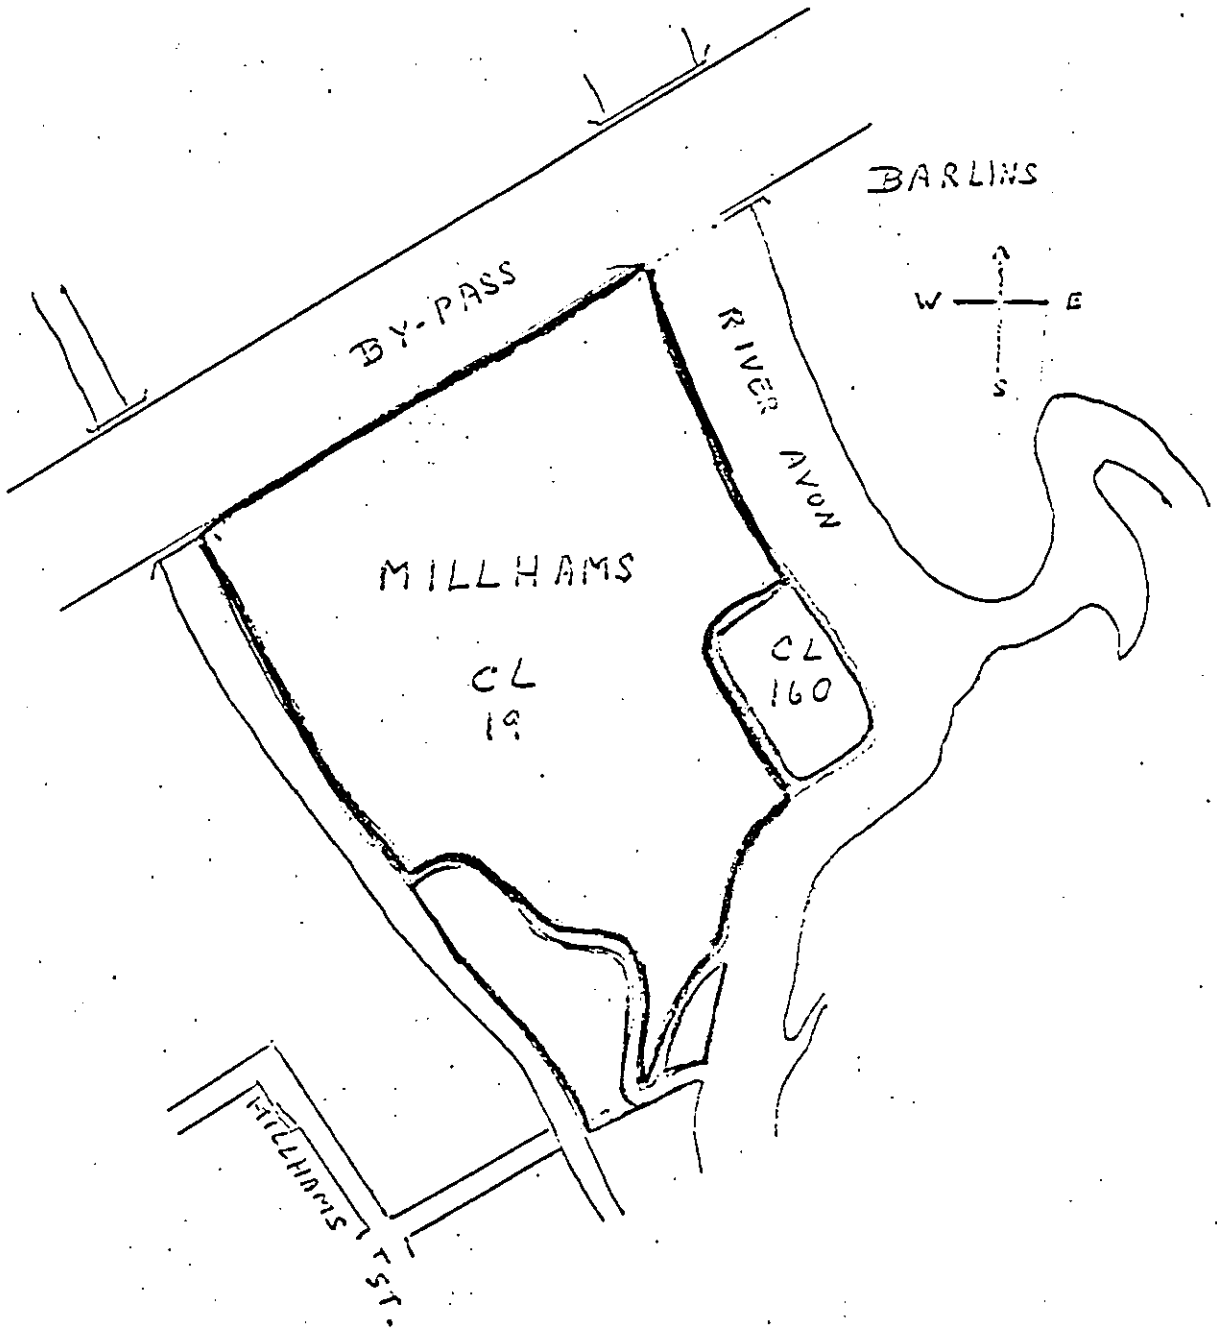 BARLINS
BY-PASS
W E
S
RIVER AVON
MILLHAMS
CL
19
CL
160
MILLHAMS ST.